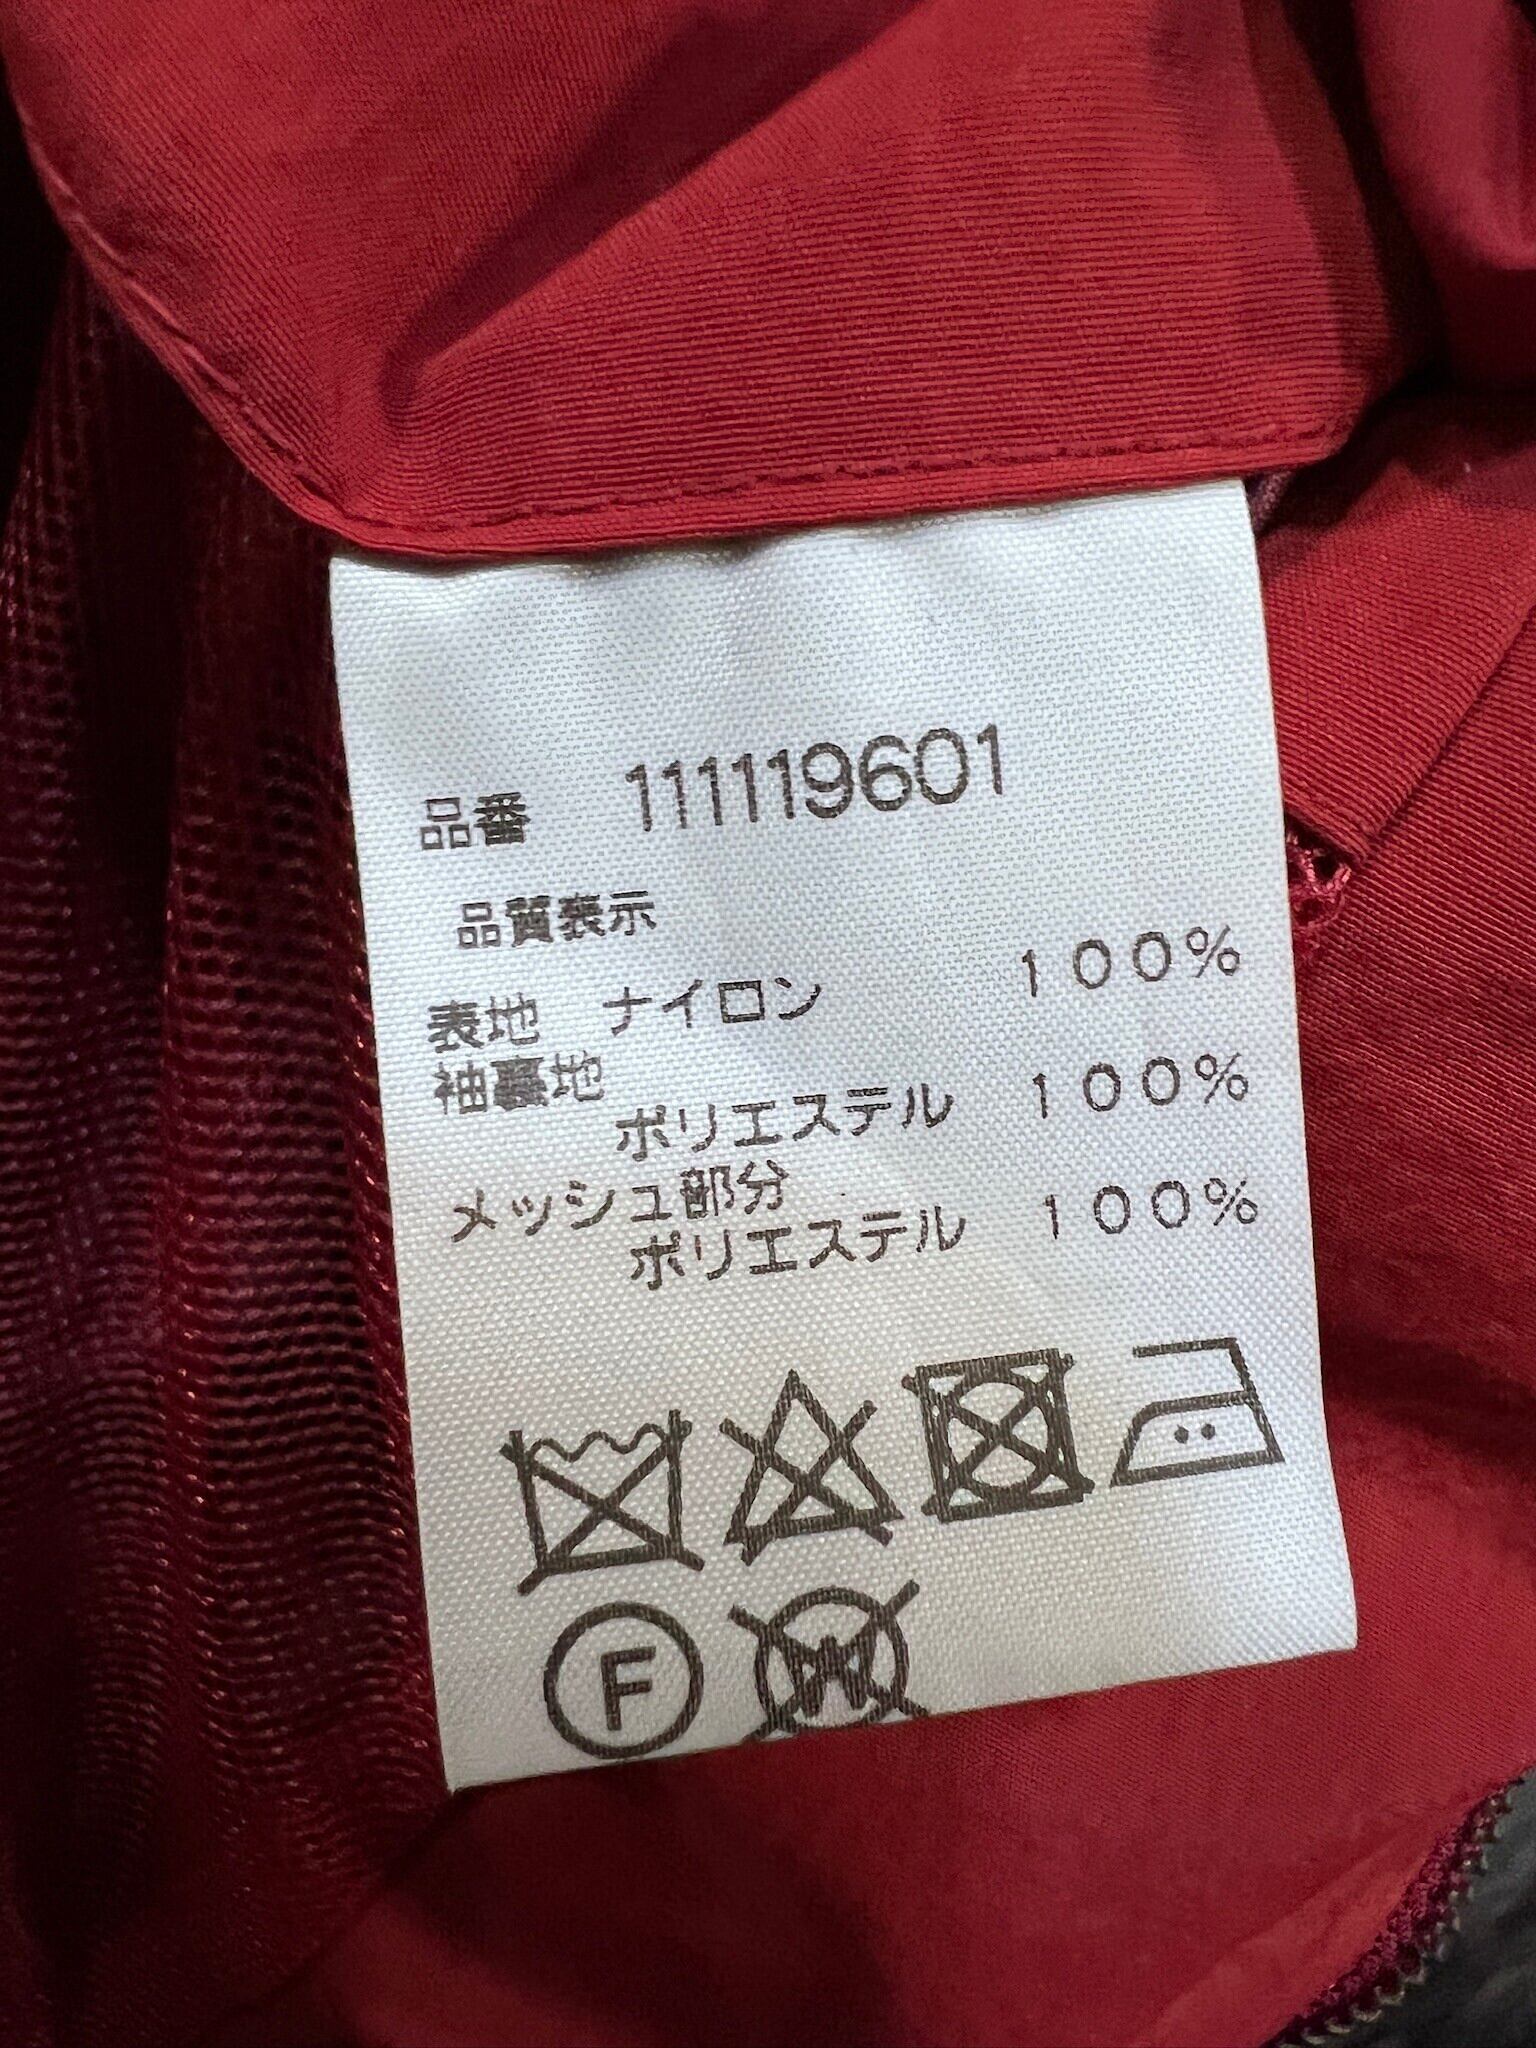 品番 111119601
品質表示
表地 ナイロン 100%
袖裏地
ポリエステル 100%
メッシュ部分
ポリエステル 100%
F
W